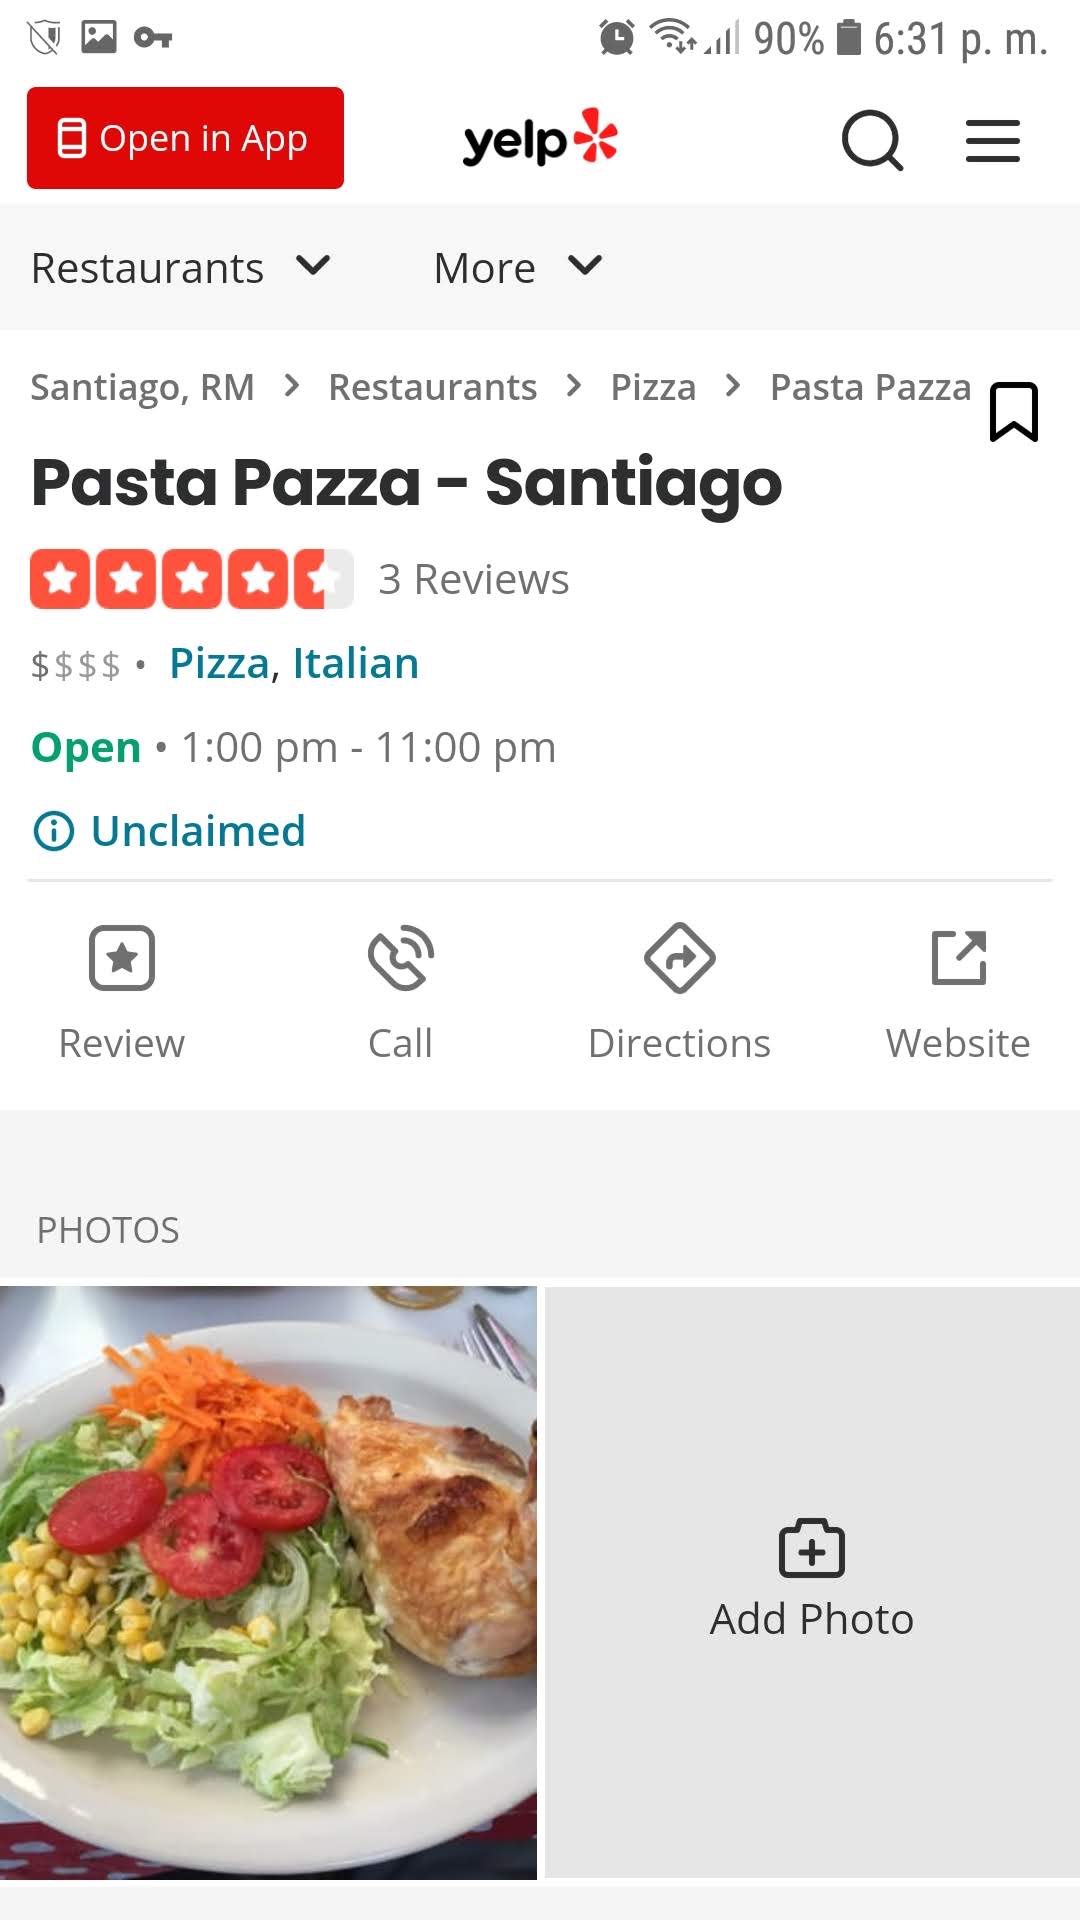 90% 6:31 p. m.
Open in App
yelp
Restaurants More
Santiago, RM > Restaurants > Pizza > Pasta Pazza
Pasta Pazza - Santiago
3 Reviews
$$$$ • Pizza, Italian
Open • 1:00 pm - 11:00 pm
Unclaimed
Review Call Directions Website
PHOTOS
Add Photo